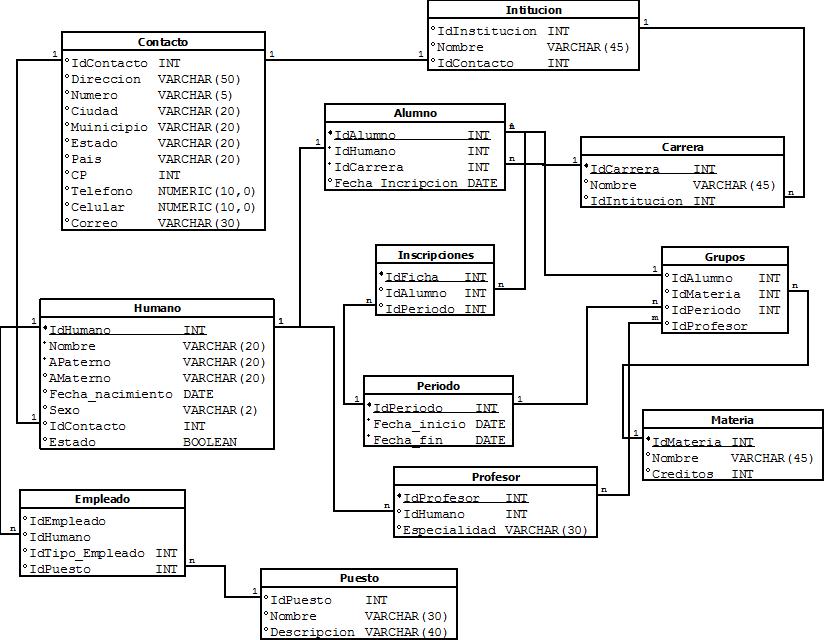 Intitucion
IdInstitucion INT
Nombre VARCHAR(45)
IdContacto INT
1
1
1
1
Contacto
IdContacto INT
Direccion VARCHAR(50)
Numero VARCHAR(5)
Ciudad VARCHAR(20)
Muinicipio VARCHAR(20)
Estado VARCHAR(20)
Pais VARCHAR(20)
CP INT
Telefono NUMERIC(10,0)
Celular NUMERIC(10,0)
Correo VARCHAR(30)
Alumno
IdAlumno INT
IdHumano INT
IdCarrera INT
Fecha_Incripcion DATE
1
n
1
Carrera
IdCarrera INT
Nombre VARCHAR(45)
IdIntitucion INT
n
Inscripciones
IdFicha INT
IdAlumno INT
IdPeriodo INT
n
n
Grupos
IdAlumno INT
IdMateria INT
IdPeriodo INT
IdProfesor
1
n
n
m
Humano
IdHumano INT
Nombre VARCHAR(20)
APaterno VARCHAR(20)
AMaterno VARCHAR(20)
Fecha_nacimiento DATE
Sexo VARCHAR(2)
IdContacto INT
Estado BOOLEAN
1
1
1
Periodo
IdPeriodo INT
Fecha_inicio DATE
Fecha_fin DATE
1
1
Materia
IdMateria INT
Nombre VARCHAR(45)
Creditos INT
1
Profesor
IdProfesor INT
IdHumano INT
Especialidad VARCHAR(30)
n
n
Empleado
IdEmpleado
IdHumano
IdTipo_Empleado INT
IdPuesto INT
n
n
Puesto
IdPuesto INT
Nombre VARCHAR(30)
Descripcion VARCHAR(40)
1